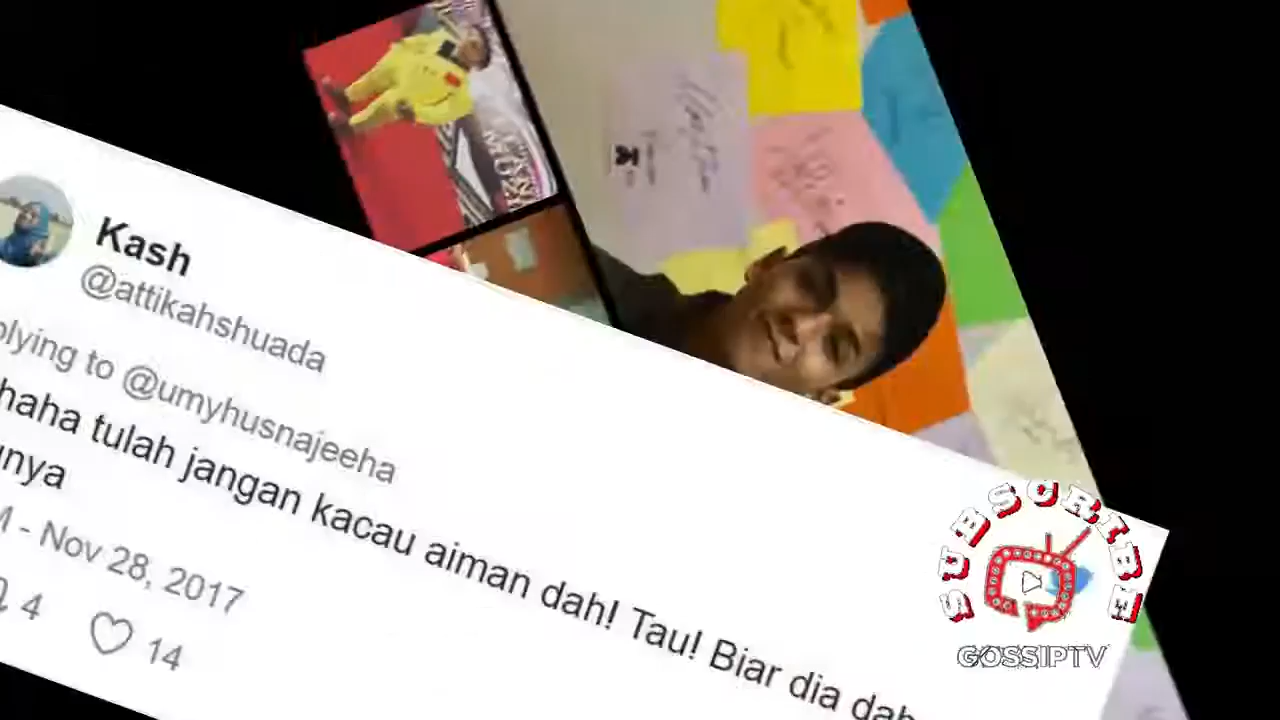 Kash
@attikahshuada
plying to @umyhusnajeeha
haha tulah jangan kacau aiman dah! Tau! Biar dia dah
unya
M - Nov 28, 2017
4 14
SUBSCRIBE
GOSSIPTV